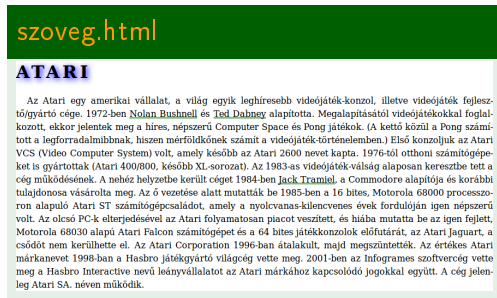 szoveg.html
ATARI
Az Atari egy amerikai vállalat, a világ egyik leghíresebb videójáték-konzol, illetve videójáték fejlesz-
tő/gyártó cége. 1972-ben Nolan Bushnell és Ted Dabney alapította. Megalapításától videójátékokkal foglal-
kozott, ekkor jelentek meg a híres, népszerű Computer Space és Pong játékok. (A kettő közül a Pong számí-
tott a legforradalmibbnak, hiszen mérföldkőnek számít a videójáték-történelemben.) Első konzoljuk az Atari
VCS (Video Computer System) volt, amely később az Atari 2600 nevet kapta. 1976-tól otthoni számítógépe-
ket is gyártottak (Atari 400/800, később XL-sorozat). Az 1983-as videójáték-válság alaposan keresztbe tett a
cég működésének. A nehéz helyzetbe került céget 1984-ben Jack Tramiel, a Commodore alapítója és korábbi
tulajdonosa vásárolta meg. Az ő vezetése alatt mutatták be 1985-ben a 16 bites, Motorola 68000 processzo-
ron alapuló Atari ST számítógépcsaládot, amely a nyolcvanas-kilencvenes évek fordulóján igen népszerű
volt. Az olcsó PC-k elterjedésével az Atari folyamatosan piacot veszített, és hiába mutatta be az igen fejlett,
Motorola 68030 alapú Atari Falcon számítógépet és a 64 bites játékkonzolok előfutárát, az Atari Jaguart, a
csődöt nem kerülhette el. Az Atari Corporation 1996-ban átalakult, majd megszüntették. Az értékes Atari
márkanevet 1998-ban a Hasbro játékgyártó világcég vette meg. 2001-ben az Infogrames szoftvercég vette
meg a Hasbro Interactive nevű leányvállalatot az Atari márkához kapcsolódó jogokkal együtt. A cég jelen-
leg Atari SA. néven működik.